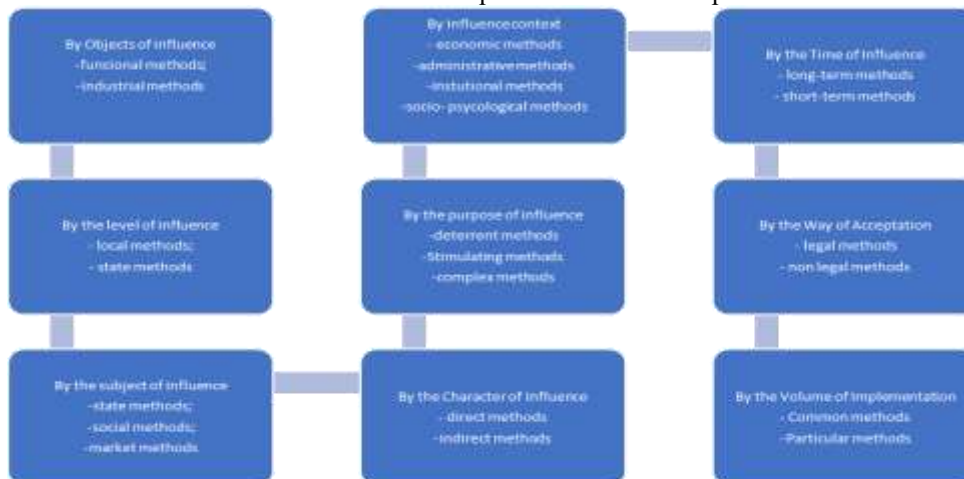 By Objects of influence
-funcional methods;
-industrial methods
By the level of influence
- local methods;
- state methods
By the subject of influence
-state methods;
-social methods;
-market methods
By influence context
- economic methods
-administrative methods
-instutional methods
-socio- psycological methods
By the purpose of influence
-deterrent methods
-Stimulating methods
-complex methods
By the Character of Influence
- direct methods
- indirect methods
By the Time of Influence
- long-term methods
- short-term methods
By the Way of Acceptation
- legal methods
- non legal methods
By the Volume of Implementation
- Common methods
-Particular methods